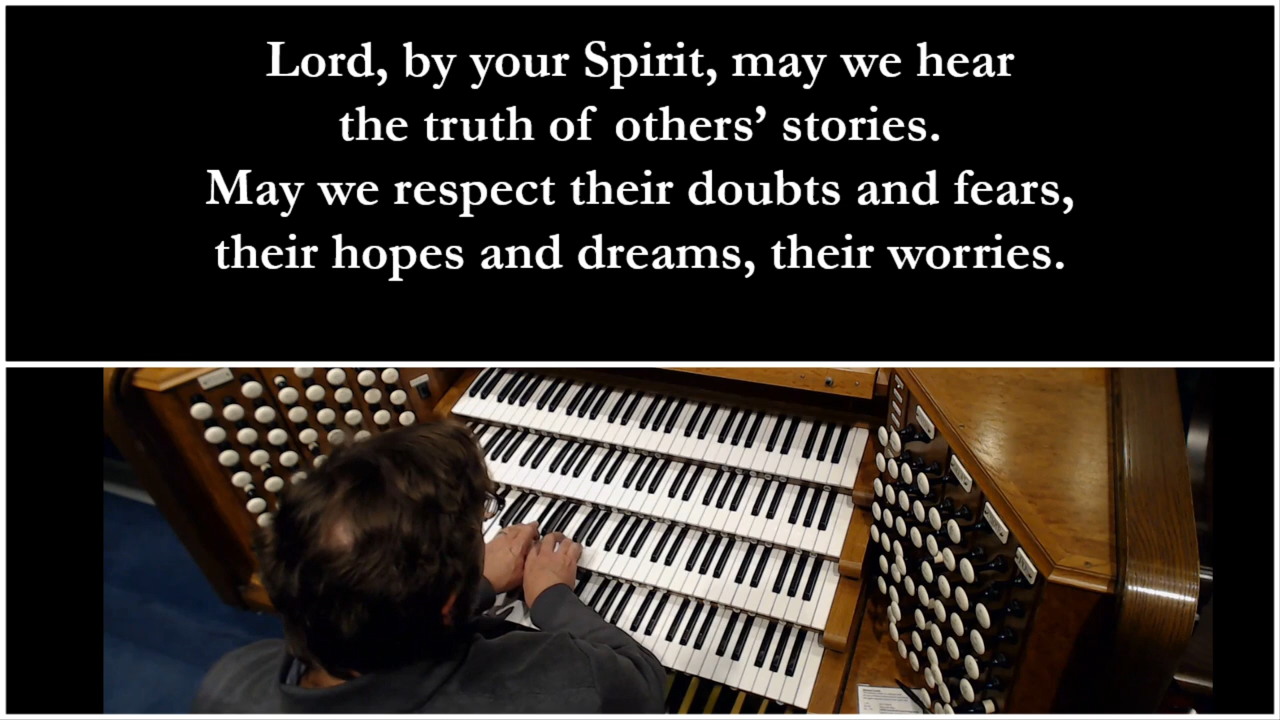 Lord, by your Spirit, may we hear
the truth of others’ stories.
May we respect their doubts and fears,
their hopes and dreams, their worries.